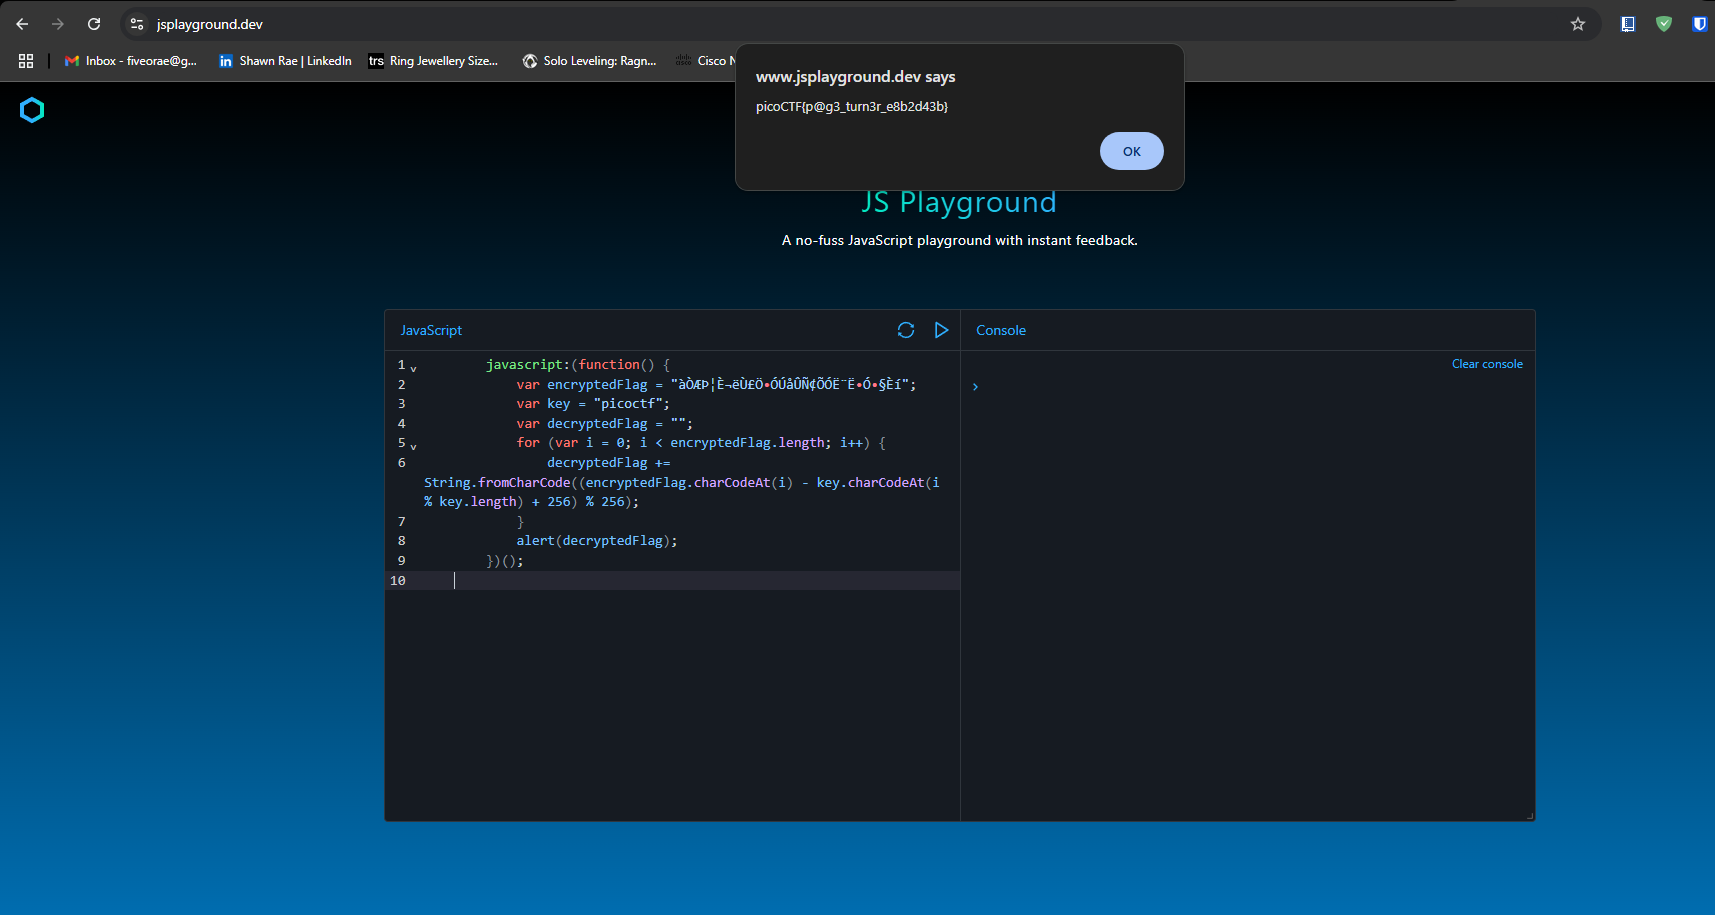 jsplayground.dev
Inbox - fiveorae@g...
in Shawn Rae | LinkedIn
trs Ring Jewellery Size...
Solo Leveling: Ragn...
Cisco N
www.jsplayground.dev says
picoCTF{p@g3_turn3r_e8b2d43b}
OK
JS Playground
A no-fuss JavaScript playground with instant feedback.
JavaScript
Console
Clear console
1 javascript:(function() {
2 var encryptedFlag = "àÒÆÞ¦È¬ëÙ£Ö•ÓÚåÛÑ¢ÕÓË¨Ë•Ó•§Èí";
3 var key = "picoctf";
4 var decryptedFlag = "";
5 for (var i = 0; i < encryptedFlag.length; i++) {
6 decryptedFlag +=
String.fromCharCode((encryptedFlag.charCodeAt(i) - key.charCodeAt(i
% key.length) + 256) % 256);
7 }
8 alert(decryptedFlag);
9 })();
10